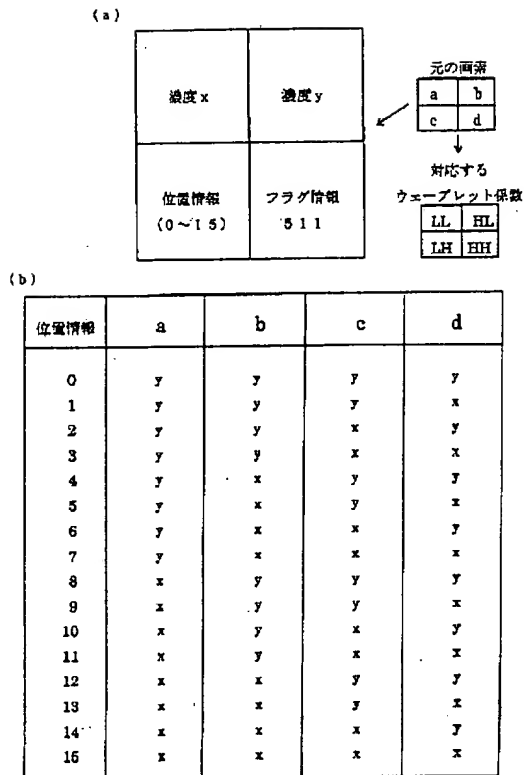 (a)
濃度x 濃度y
位置情報 フラグ情報
(0～15) 511
元の画素
a b
c d
対応する
ウェーブレット係数
LL HL
LH HH
(b)
位置情報 a b c d
0 y y y y
1 y y y x
2 y y x y
3 y y x x
4 y x y y
5 y x y x
6 y x x y
7 y x x x
8 x y y y
9 x y y x
10 x y x y
11 x y x x
12 x x y y
13 x x y x
14 x x x y
15 x x x x